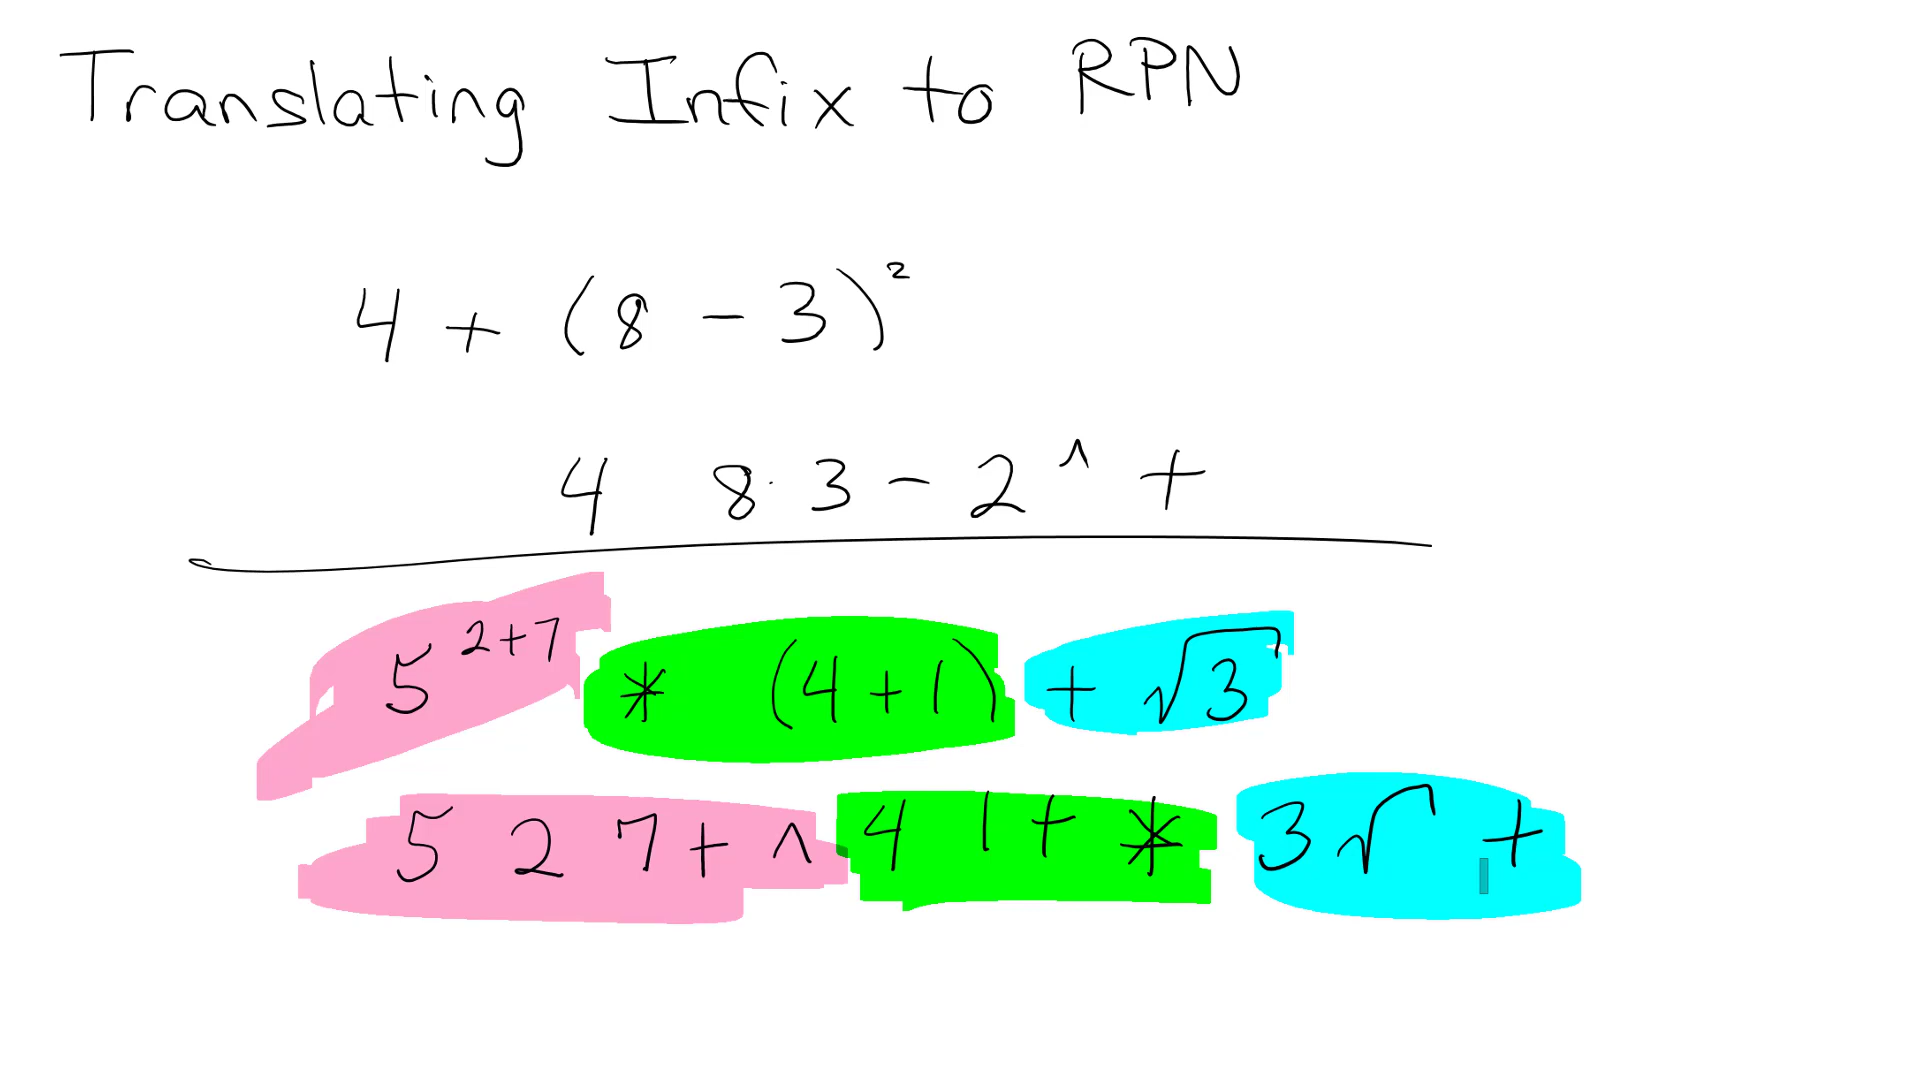 Translating Infix to RPN
4 + (8 - 3)²
4 8 3 - 2 ^ +
5^{2+7} * (4+1) + √3
5 2 7 + ^ 4 1 + * 3 √ +